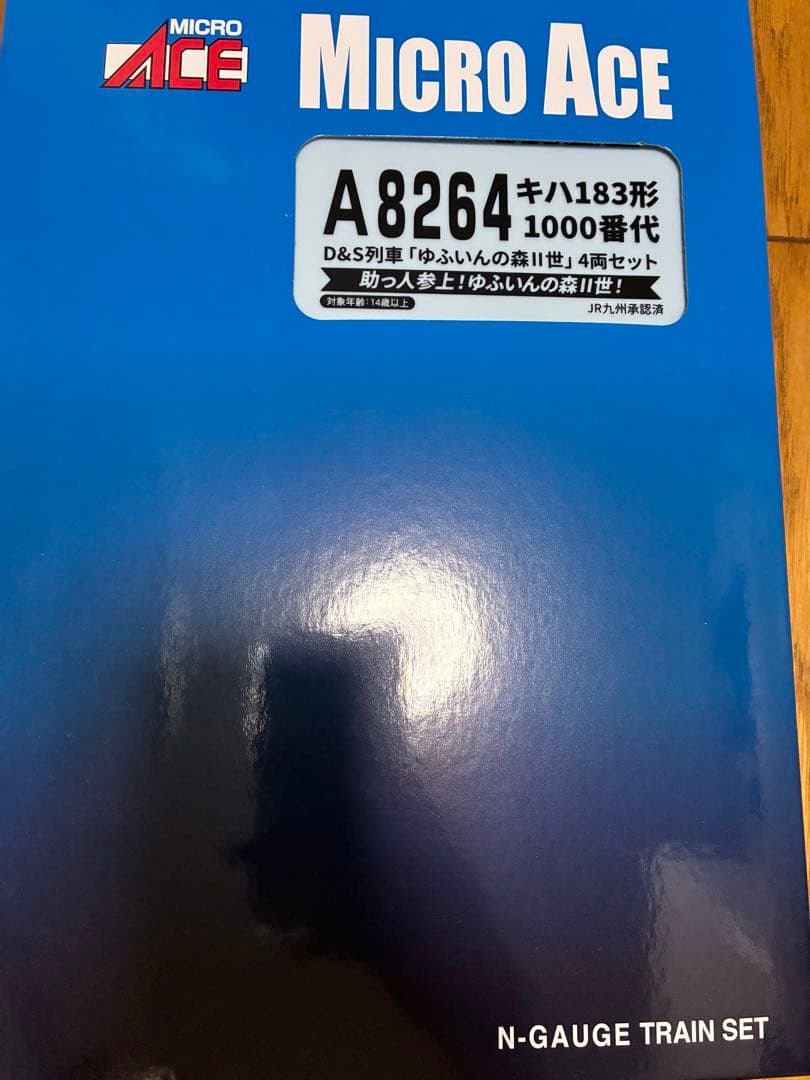 MICRO
ACE
MICRO ACE
A8264
キハ183形
1000番代
D&S列車「ゆふいんの森II世」4両セット
助っ人参上!ゆふいんの森II世!
対象年齢:14歳以上
JR九州承認済
N-GAUGE TRAIN SET